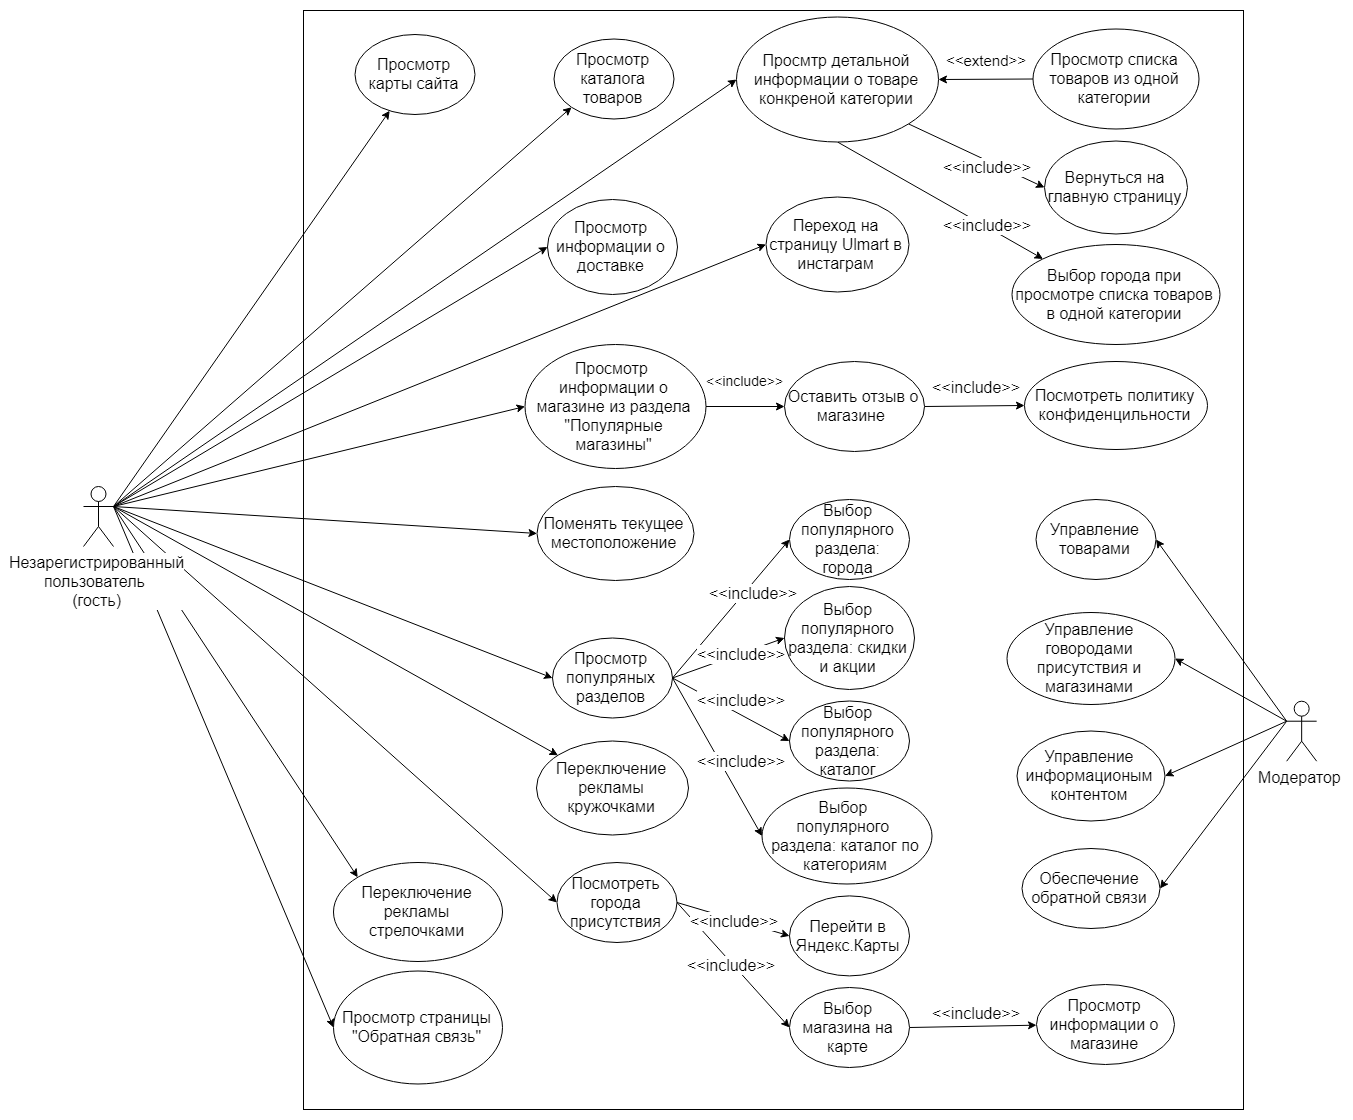 Просмотр
карты сайта
Просмотр
каталога
товаров
Просмтр детальной
информации о товаре
конкреной категории
<<extend>>
Просмотр списка
товаров из одной
категории
<<include>>
Вернуться на
главную страницу
<<include>>
Выбор города при
просмотре списка товаров
в одной категории
Просмотр
информации о
доставке
Переход на
страницу Ulmart в
инстаграм
Просмотр
информации о
магазине из раздела
"Популярные
магазины"
<<include>>
Оставить отзыв о
магазине
<<include>>
Посмотреть политику
конфиденцильности
Незарегистрированный
пользователь
(гость)
Поменять текущее
местоположение
Просмотр
популряных
разделов
<<include>>
Выбор
популярного
раздела:
города
<<include>>
Выбор
популярного
раздела: скидки
и акции
<<include>>
Выбор
популярного
раздела:
каталог
<<include>>
Выбор
популярного
раздела: каталог по
категориям
Управление
товарами
Управление
говородами
присутствия и
магазинами
Управление
информационым
контентом
Обеспечение
обратной связи
Модератор
Переключение
рекламы
кружочками
Переключение
рекламы
стрелочками
Посмотреть
города
присутствия
<<include>>
Перейти в
Яндекс.Карты
<<include>>
Выбор
магазина на
карте
<<include>>
Просмотр
информации о
магазине
Просмотр страницы
"Обратная связь"